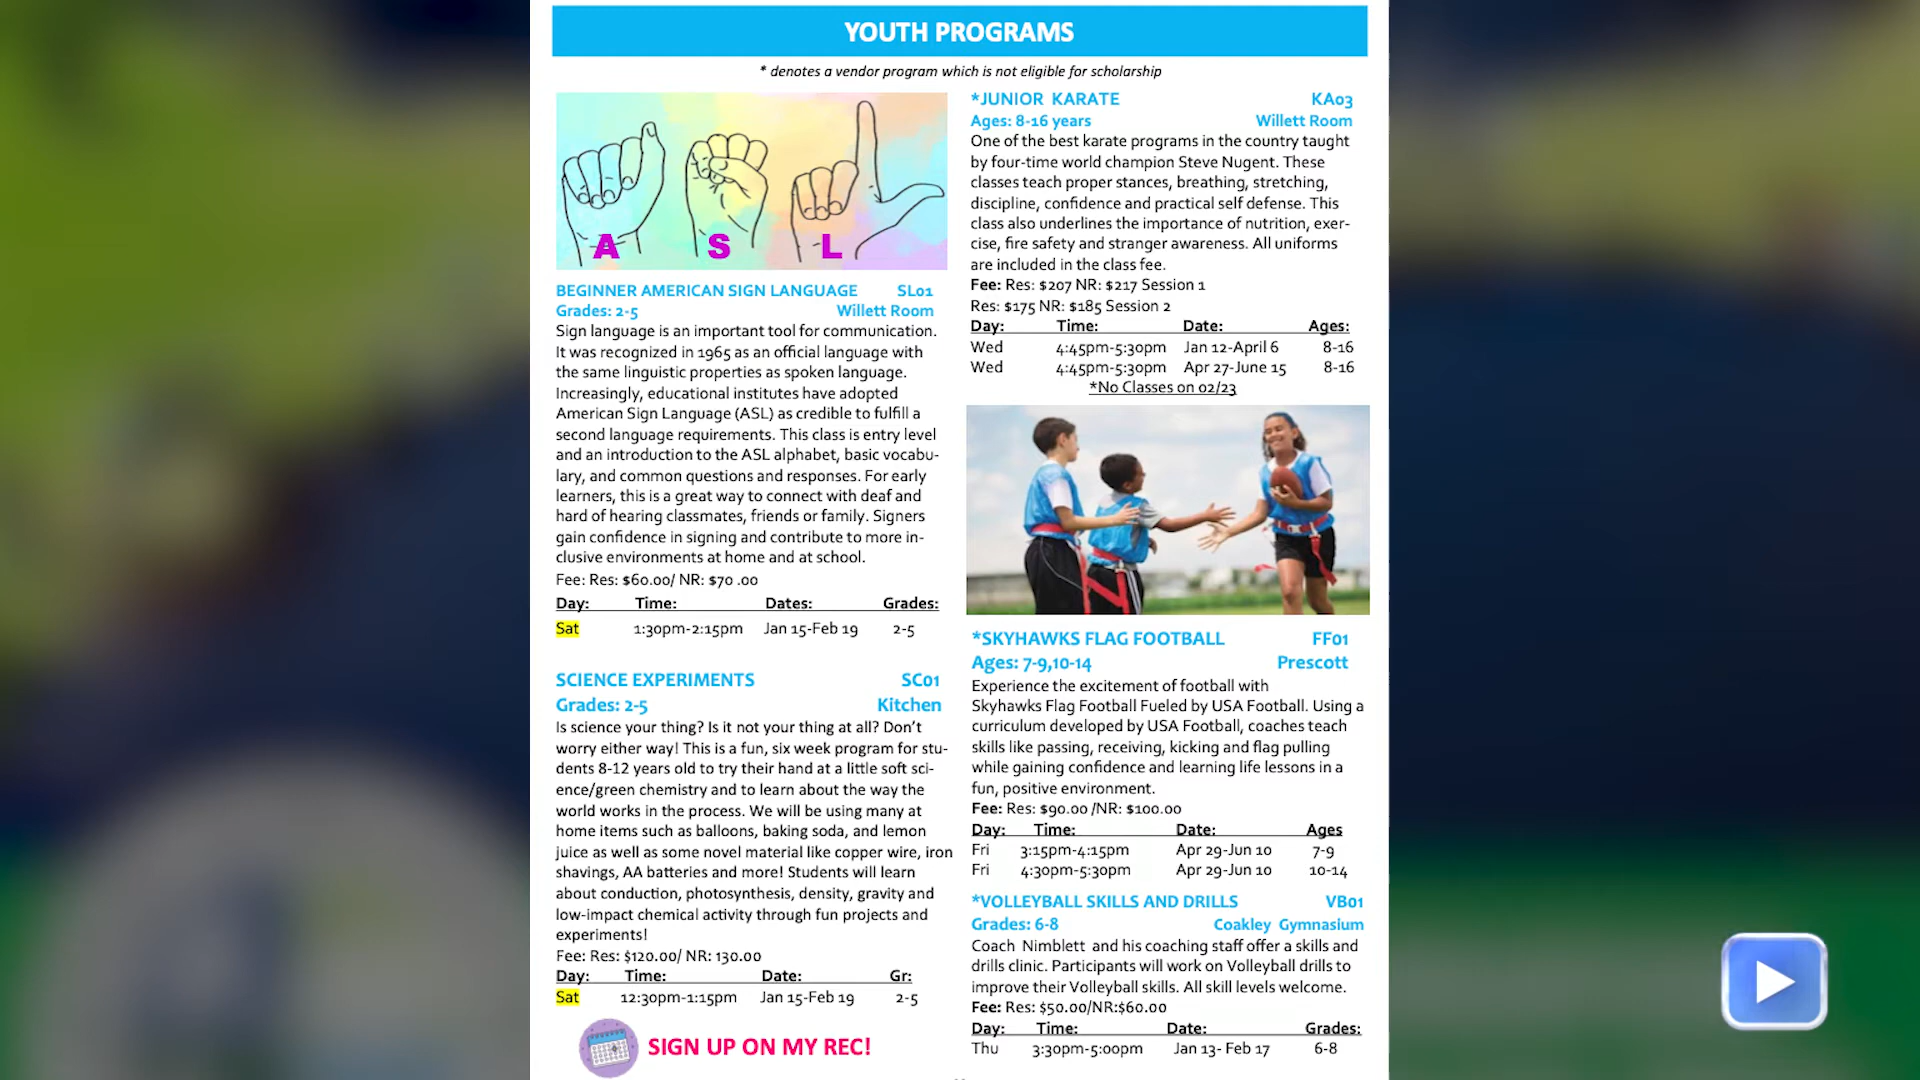 YOUTH PROGRAMS
* denotes a vendor program which is not eligible for scholarship
A S L
BEGINNER AMERICAN SIGN LANGUAGE SL01
Grades: 2-5 Willett Room
Sign language is an important tool for communication.
It was recognized in 1965 as an official language with
the same linguistic properties as spoken language.
Increasingly, educational institutes have adopted
American Sign Language (ASL) as credible to fulfill a
second language requirements. This class is entry level
and an introduction to the ASL alphabet, basic vocabu-
lary, and common questions and responses. For early
learners, this is a great way to connect with deaf and
hard of hearing classmates, friends or family. Signers
gain confidence in signing and contribute to more in-
clusive environments at home and at school.
Fee: Res: $60.00/ NR: $70 .00
Day: Time: Dates: Grades:
Sat 1:30pm-2:15pm Jan 15-Feb 19 2-5
SCIENCE EXPERIMENTS SC01
Grades: 2-5 Kitchen
Is science your thing? Is it not your thing at all? Don't
worry either way! This is a fun, six week program for stu-
dents 8-12 years old to try their hand at a little soft sci-
ence/green chemistry and to learn about the way the
world works in the process. We will be using many at
home items such as balloons, baking soda, and lemon
juice as well as some novel material like copper wire, iron
shavings, AA batteries and more! Students will learn
about conduction, photosynthesis, density, gravity and
low-impact chemical activity through fun projects and
experiments!
Fee: Res: $120.00/ NR: 130.00
Day: Time: Date: Gr:
Sat 12:30pm-1:15pm Jan 15-Feb 19 2-5
SIGN UP ON MY REC!
*JUNIOR KARATE KA03
Ages: 8-16 years Willett Room
One of the best karate programs in the country taught
by four-time world champion Steve Nugent. These
classes teach proper stances, breathing, stretching,
discipline, confidence and practical self defense. This
class also underlines the importance of nutrition, exer-
cise, fire safety and stranger awareness. All uniforms
are included in the class fee.
Fee: Res: $207 NR: $217 Session 1
Res: $175 NR: $185 Session 2
Day: Time: Date: Ages:
Wed 4:45pm-5:30pm Jan 12-April 6 8-16
Wed 4:45pm-5:30pm Apr 27-June 15 8-16
*No Classes on 02/23
*SKYHAWKS FLAG FOOTBALL FF01
Ages: 7-9,10-14 Prescott
Experience the excitement of football with
Skyhawks Flag Football Fueled by USA Football. Using a
curriculum developed by USA Football, coaches teach
skills like passing, receiving, kicking and flag pulling
while gaining confidence and learning life lessons in a
fun, positive environment.
Fee: Res: $90.00 /NR: $100.00
Day: Time: Date: Ages
Fri 3:15pm-4:15pm Apr 29-Jun 10 7-9
Fri 4:30pm-5:30pm Apr 29-Jun 10 10-14
*VOLLEYBALL SKILLS AND DRILLS VB01
Grades: 6-8 Coakley Gymnasium
Coach Nimblett and his coaching staff offer a skills and
drills clinic. Participants will work on Volleyball drills to
improve their Volleyball skills. All skill levels welcome.
Fee: Res: $50.00/NR:$60.00
Day: Time: Date: Grades:
Thu 3:30pm-5:00pm Jan 13- Feb 17 6-8